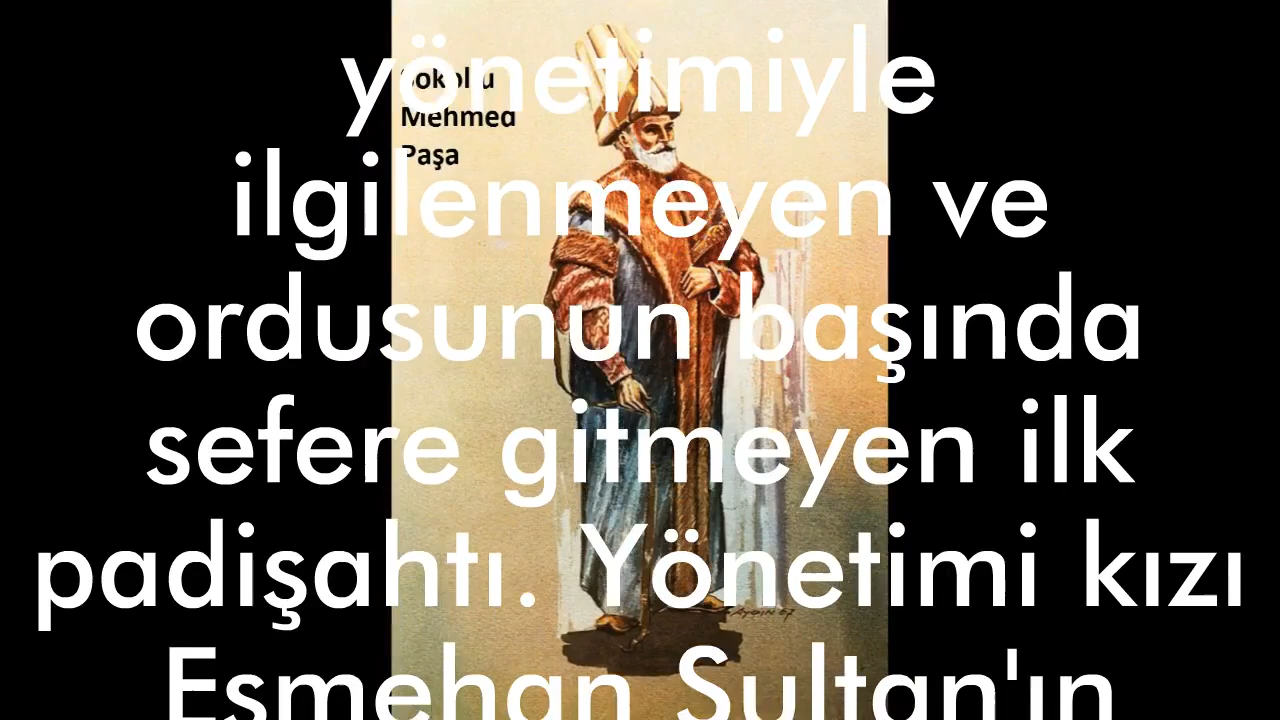 yönetimiyle
Sokollu
Mehmed
Paşa
ilgilenmeyen ve
ordusunun başında
sefere gitmeyen ilk
padişahtı. Yönetimi kızı
Esmehan Sultan'ın